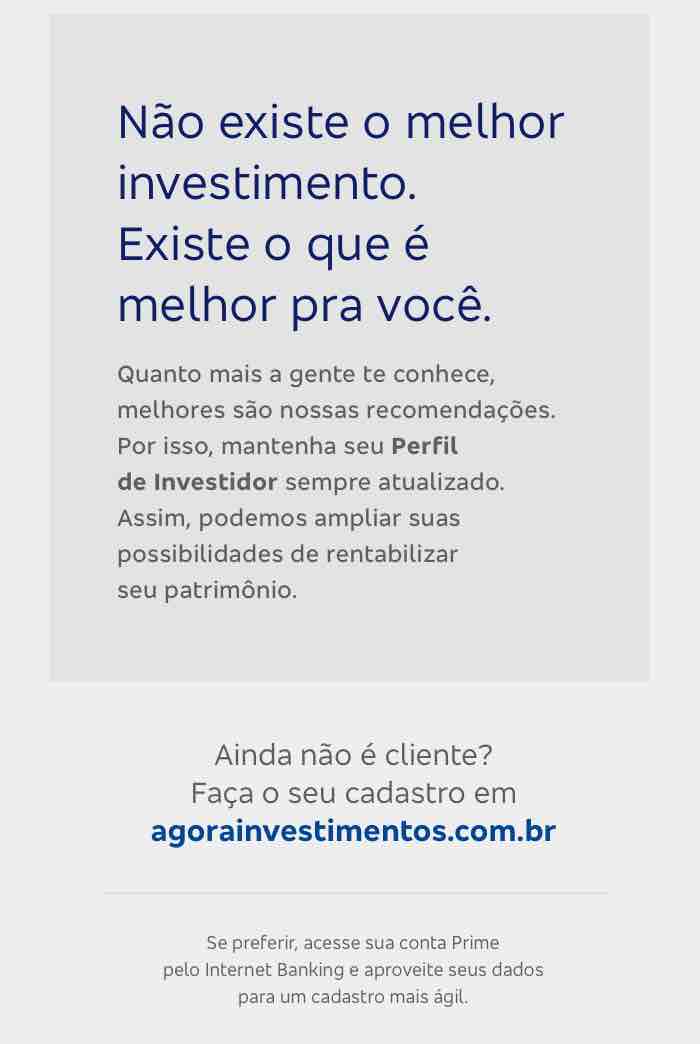 Não existe o melhor
investimento.
Existe o que é
melhor pra você.
Quanto mais a gente te conhece,
melhores são nossas recomendações.
Por isso, mantenha seu Perfil
de Investidor sempre atualizado.
Assim, podemos ampliar suas
possibilidades de rentabilizar
seu patrimônio.
Ainda não é cliente?
Faça o seu cadastro em
agorainvestimentos.com.br
Se preferir, acesse sua conta Prime
pelo Internet Banking e aproveite seus dados
para um cadastro mais ágil.